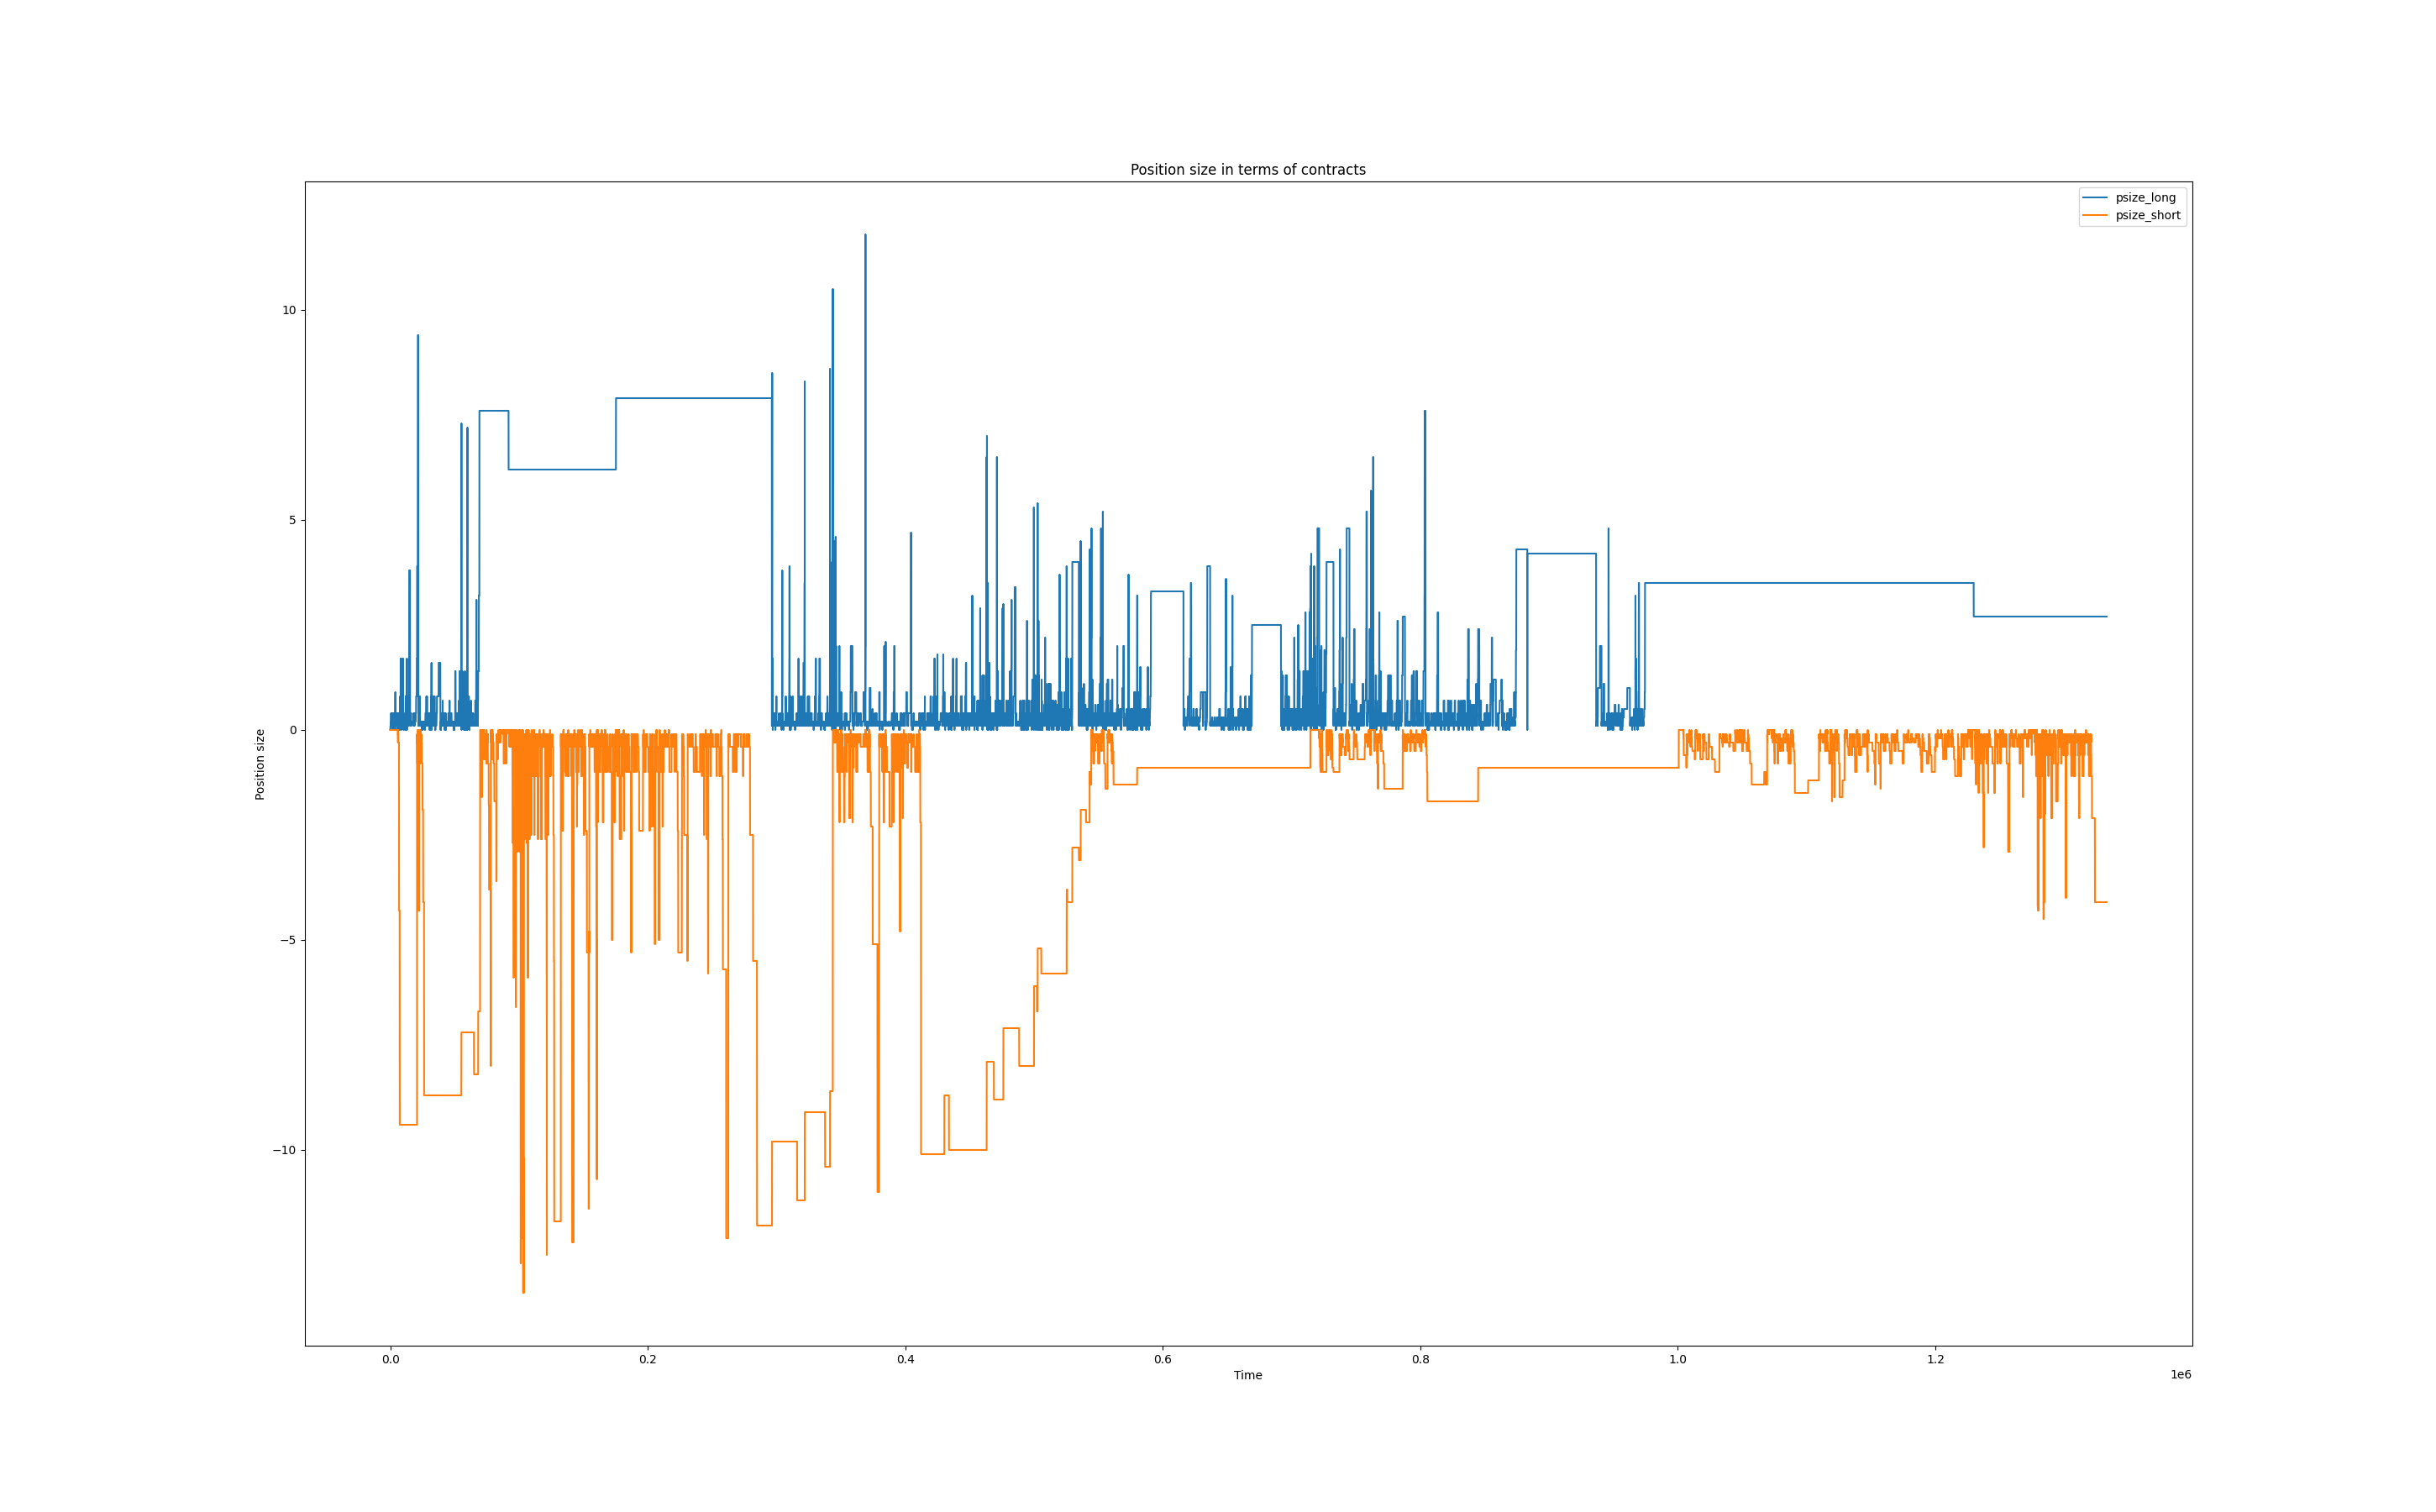 Position size in terms of contracts
psize_long
psize_short
Position size
10
5
0
−5
−10
0.0
0.2
0.4
0.6
0.8
1.0
1.2
1e6
Time